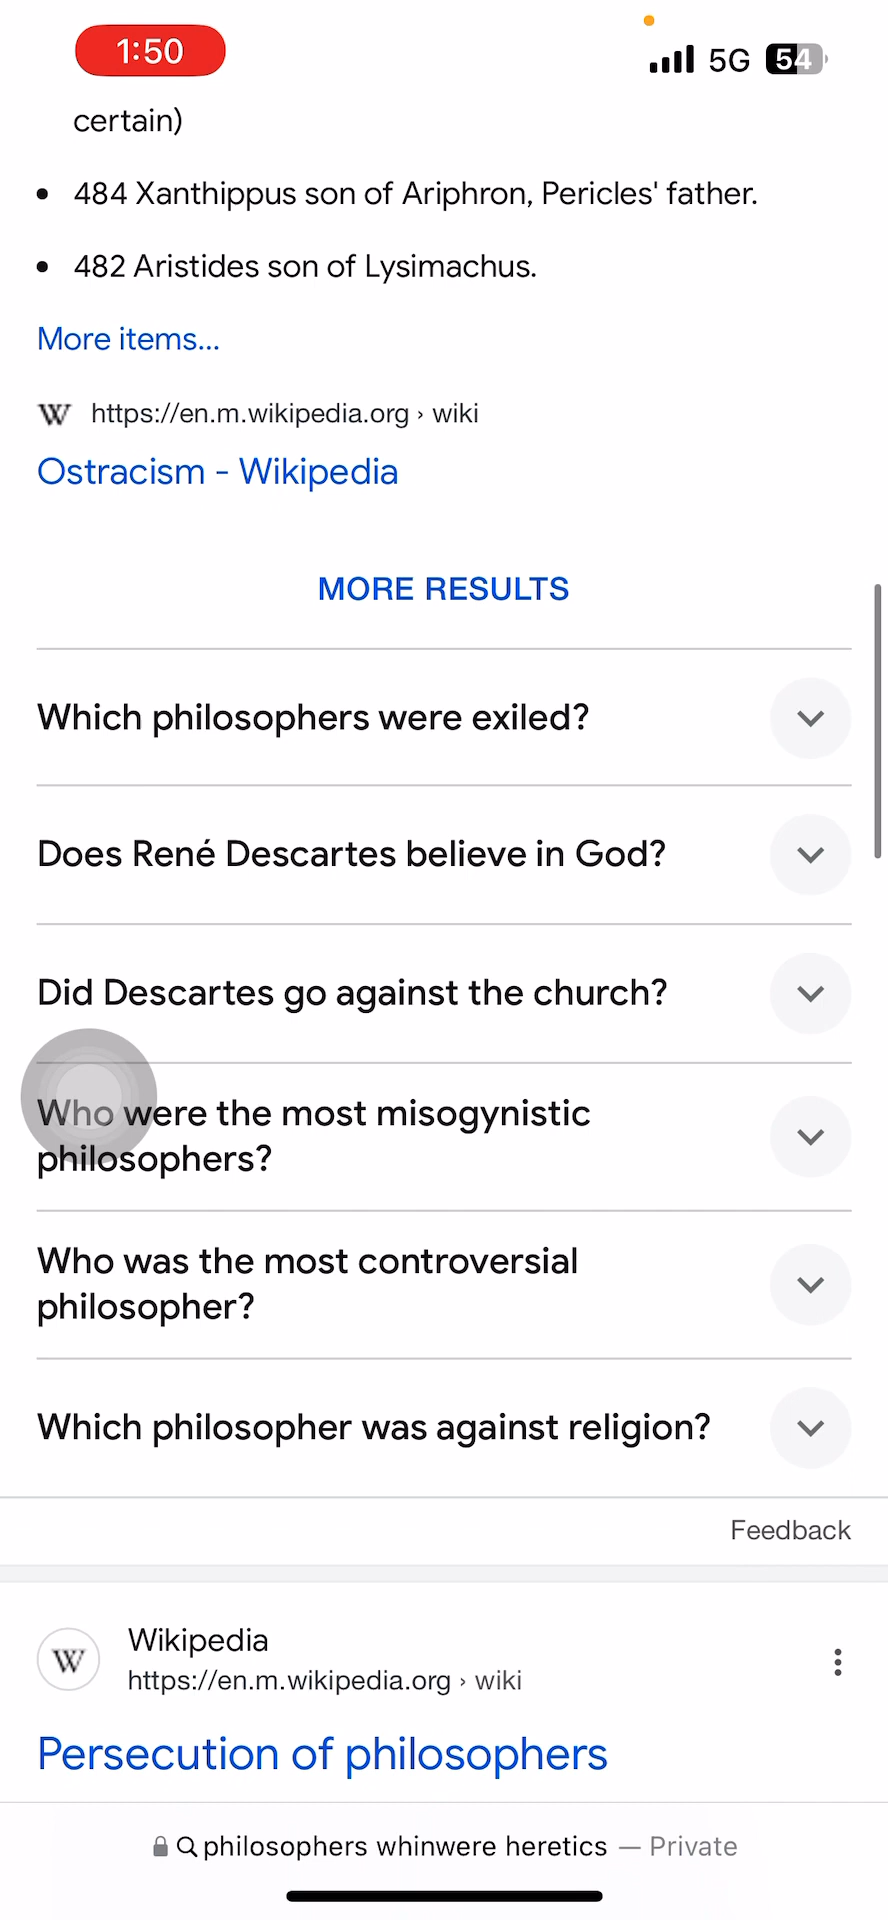 1:50
5G 54
certain)
• 484 Xanthippus son of Ariphron, Pericles' father.
• 482 Aristides son of Lysimachus.
More items...
W https://en.m.wikipedia.org › wiki
Ostracism - Wikipedia
MORE RESULTS
Which philosophers were exiled?
Does René Descartes believe in God?
Did Descartes go against the church?
Who were the most misogynistic
philosophers?
Who was the most controversial
philosopher?
Which philosopher was against religion?
Feedback
W Wikipedia
https://en.m.wikipedia.org › wiki
Persecution of philosophers
philosophers whinwere heretics — Private